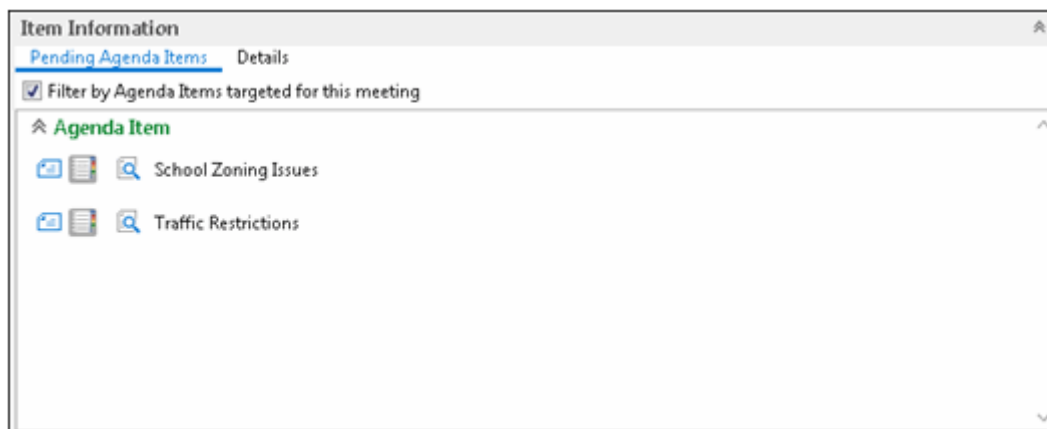 Item Information
Pending Agenda Items Details
Filter by Agenda Items targeted for this meeting
Agenda Item
School Zoning Issues
Traffic Restrictions